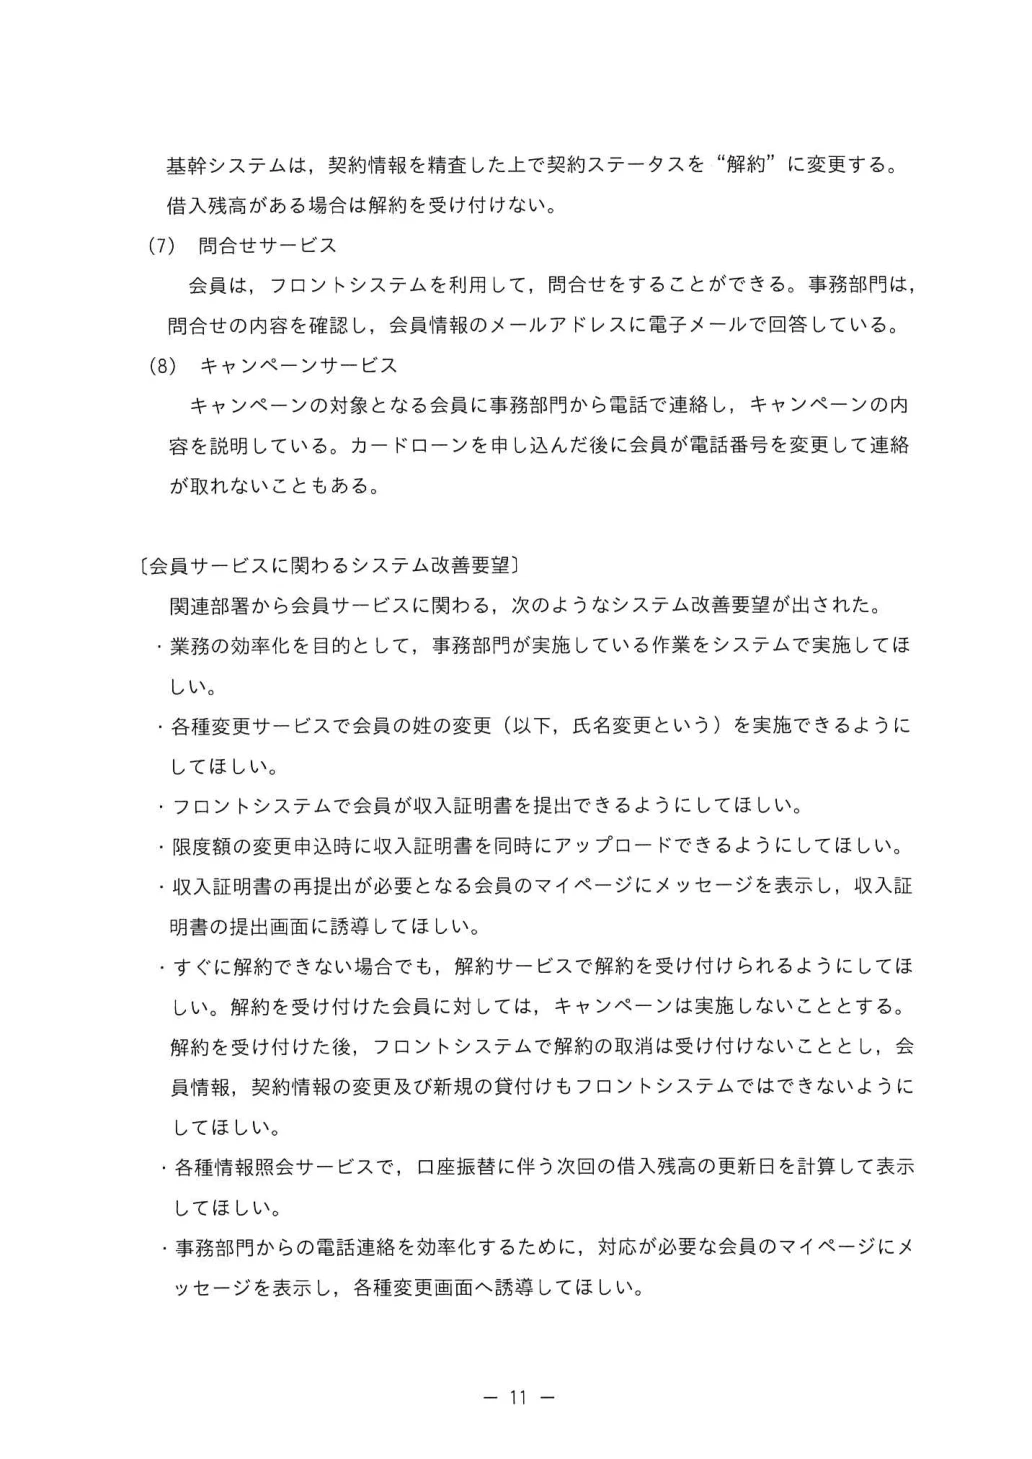 基幹システムは，契約情報を精査した上で契約ステータスを“解約”に変更する。
借入残高がある場合は解約を受け付けない。
(7)　問合せサービス
会員は，フロントシステムを利用して，問合せをすることができる。事務部門は，
問合せの内容を確認し，会員情報のメールアドレスに電子メールで回答している。
(8)　キャンペーンサービス
キャンペーンの対象となる会員に事務部門から電話で連絡し，キャンペーンの内
容を説明している。カードローンを申し込んだ後に会員が電話番号を変更して連絡
が取れないこともある。
〔会員サービスに関わるシステム改善要望〕
関連部署から会員サービスに関わる，次のようなシステム改善要望が出された。
・業務の効率化を目的として，事務部門が実施している作業をシステムで実施してほ
しい。
・各種変更サービスで会員の姓の変更（以下，氏名変更という）を実施できるように
してほしい。
・フロントシステムで会員が収入証明書を提出できるようにしてほしい。
・限度額の変更申込時に収入証明書を同時にアップロードできるようにしてほしい。
・収入証明書の再提出が必要となる会員のマイページにメッセージを表示し，収入証
明書の提出画面に誘導してほしい。
・すぐに解約できない場合でも，解約サービスで解約を受け付けられるようにしてほ
しい。解約を受け付けた会員に対しては，キャンペーンは実施しないこととする。
解約を受け付けた後，フロントシステムで解約の取消は受け付けないこととし，会
員情報，契約情報の変更及び新規の貸付けもフロントシステムではできないように
してほしい。
・各種情報照会サービスで，口座振替に伴う次回の借入残高の更新日を計算して表示
してほしい。
・事務部門からの電話連絡を効率化するために，対応が必要な会員のマイページにメ
ッセージを表示し，各種変更画面へ誘導してほしい。
－ 11 －